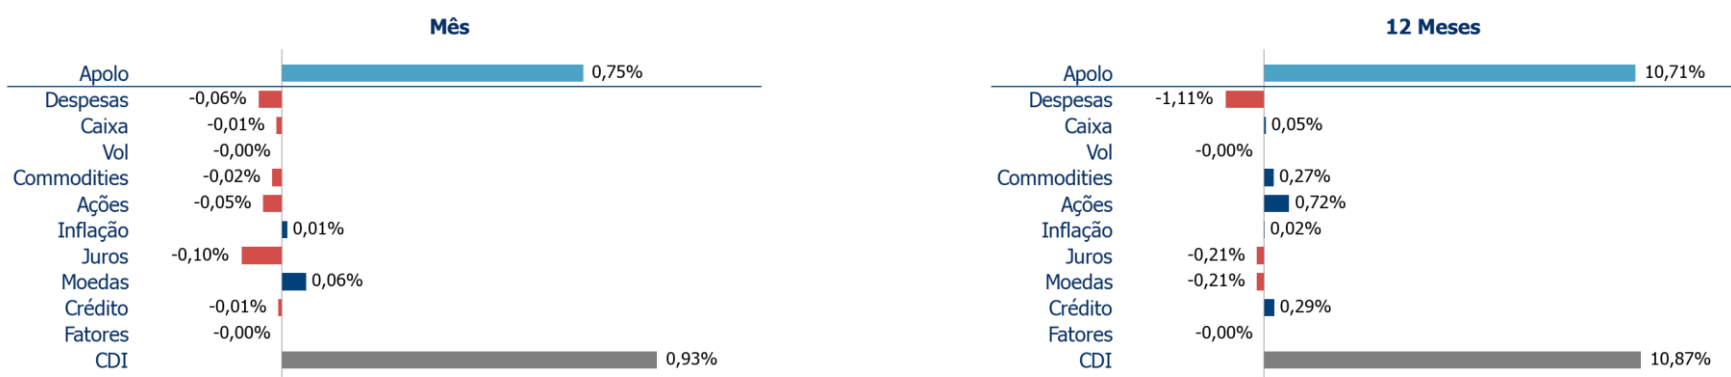 Mês
Apolo 0,75%
Despesas -0,06%
Caixa -0,01%
Vol -0,00%
Commodities -0,02%
Ações -0,05%
Inflação 0,01%
Juros -0,10%
Moedas 0,06%
Crédito -0,01%
Fatores -0,00%
CDI 0,93%
12 Meses
Apolo 10,71%
Despesas -1,11%
Caixa 0,05%
Vol -0,00%
Commodities 0,27%
Ações 0,72%
Inflação 0,02%
Juros -0,21%
Moedas -0,21%
Crédito 0,29%
Fatores -0,00%
CDI 10,87%